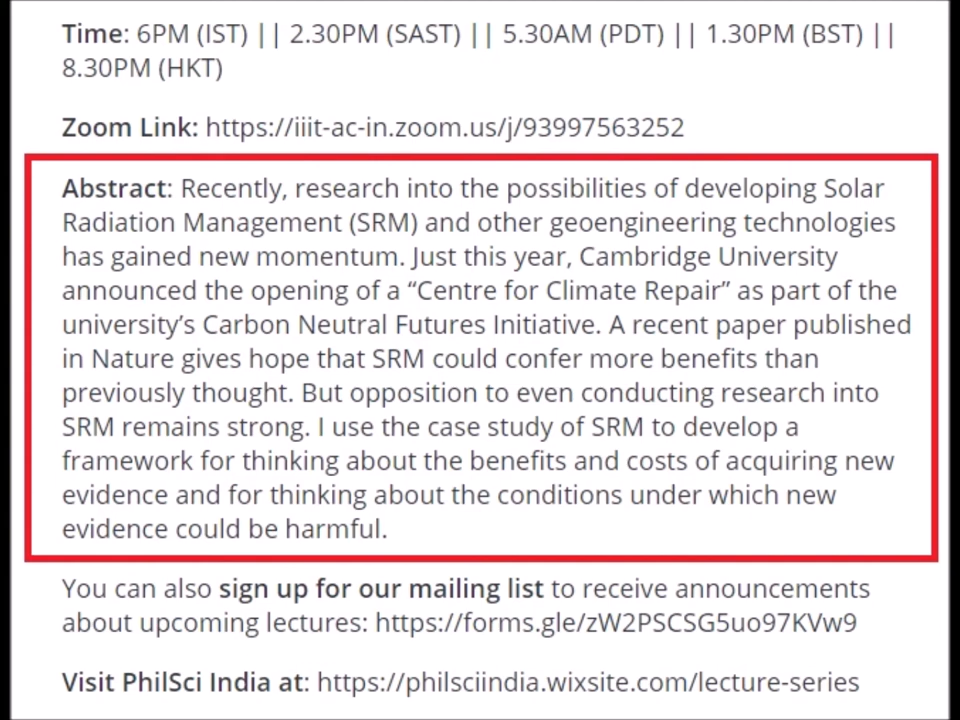 Time: 6PM (IST) || 2.30PM (SAST) || 5.30AM (PDT) || 1.30PM (BST) ||
8.30PM (HKT)
Zoom Link: https://iiit-ac-in.zoom.us/j/93997563252
Abstract: Recently, research into the possibilities of developing Solar
Radiation Management (SRM) and other geoengineering technologies
has gained new momentum. Just this year, Cambridge University
announced the opening of a “Centre for Climate Repair” as part of the
university’s Carbon Neutral Futures Initiative. A recent paper published
in Nature gives hope that SRM could confer more benefits than
previously thought. But opposition to even conducting research into
SRM remains strong. I use the case study of SRM to develop a
framework for thinking about the benefits and costs of acquiring new
evidence and for thinking about the conditions under which new
evidence could be harmful.
You can also sign up for our mailing list to receive announcements
about upcoming lectures: https://forms.gle/zW2PSCSG5uo97KVw9
Visit PhilSci India at: https://philsciindia.wixsite.com/lecture-series